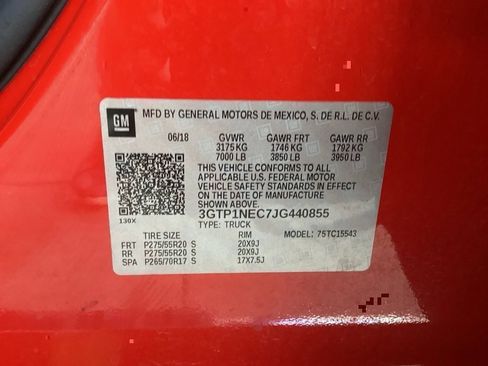 GM
MFD BY GENERAL MOTORS DE MEXICO, S. DE R.L. DE C.V.
06/18 GVWR GAWR FRT GAWR RR
3175 KG 1746 KG 1792 KG
7000 LB 3850 LB 3950 LB
THIS VEHICLE CONFORMS TO ALL
APPLICABLE U.S. FEDERAL MOTOR
VEHICLE SAFETY STANDARDS IN EFFECT
ON THE DATE OF MANUFACTURE
SHOWN ABOVE.
3GTP1NEC7JG440855
130X
TYPE: TRUCK MODEL: 75TC15543
TIRE SIZE RIM
FRT P275/55R20 S 20X9J
RR P275/55R20 S 20X9J
SPA P265/70R17 S 17X7.5J